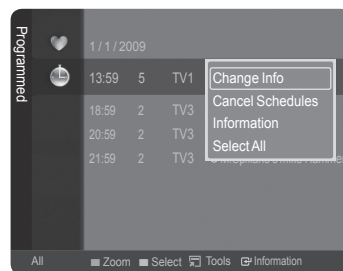 Programmed
1 / 1 / 2009
13:59 5 TV1
18:59 2 TV3
20:59 2 TV3
21:59 2 TV3
Change Info
Cancel Schedules
Information
Select All
All Zoom Select Tools Information